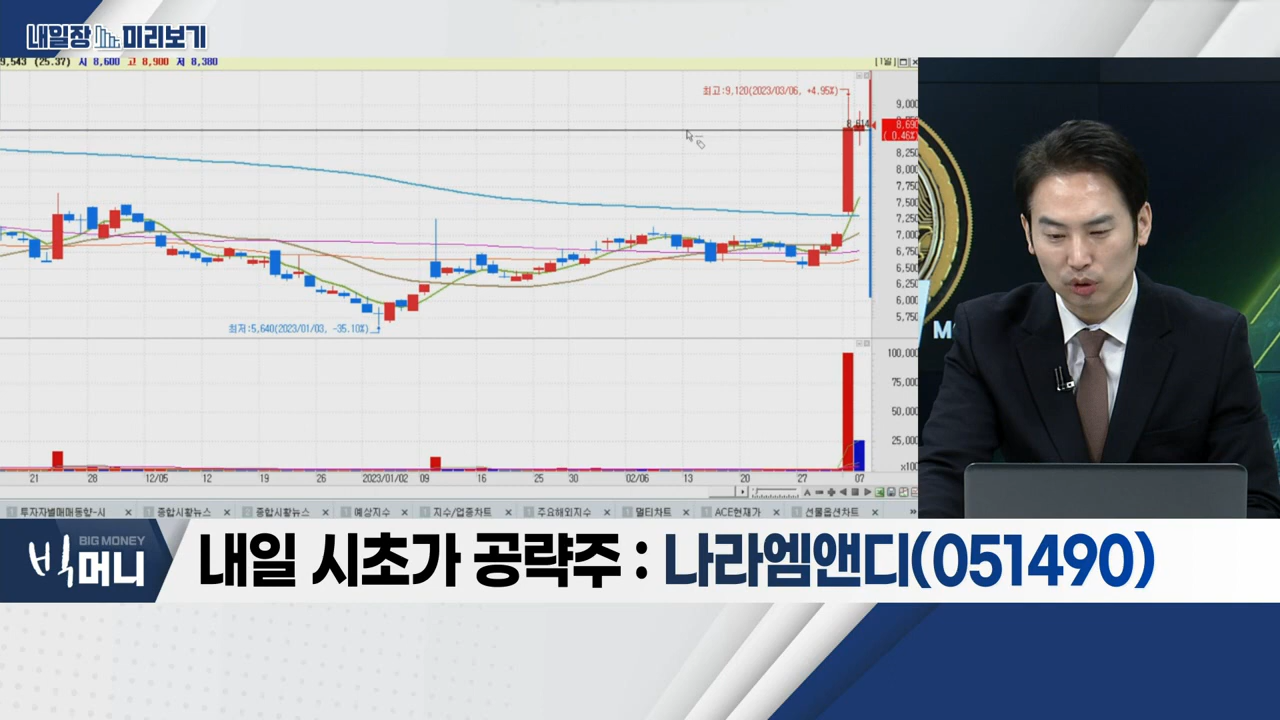 내일장 미리보기
9,543 (25.37) 시 8,600 고 8,900 저 8,380
[1일]
최고:9,120(2023/03/06, +4.95%)
9,000
8,614
8,690
( 0.46%
8,250
8,000
7,750
7,500
7,250
7,000
6,750
6,500
6,250
6,000
5,750
최저:5,640(2023/01/03, -35.10%)
100,000
75,000
50,000
25,000
x100
21 28 12/05 12 19 26 2023/01/02 09 16 25 30 02/06 13 20 27 07
투자자별매매동향-시 × 종합시황뉴스 × 종합시황뉴스 × 예상지수 × 지수/업종차트 × 주요해외지수 × 멀티차트 × ACE현재가 × 선물옵션차트 × »
BIG MONEY
빅머니
내일 시초가 공략주 : 나라엠앤디(051490)